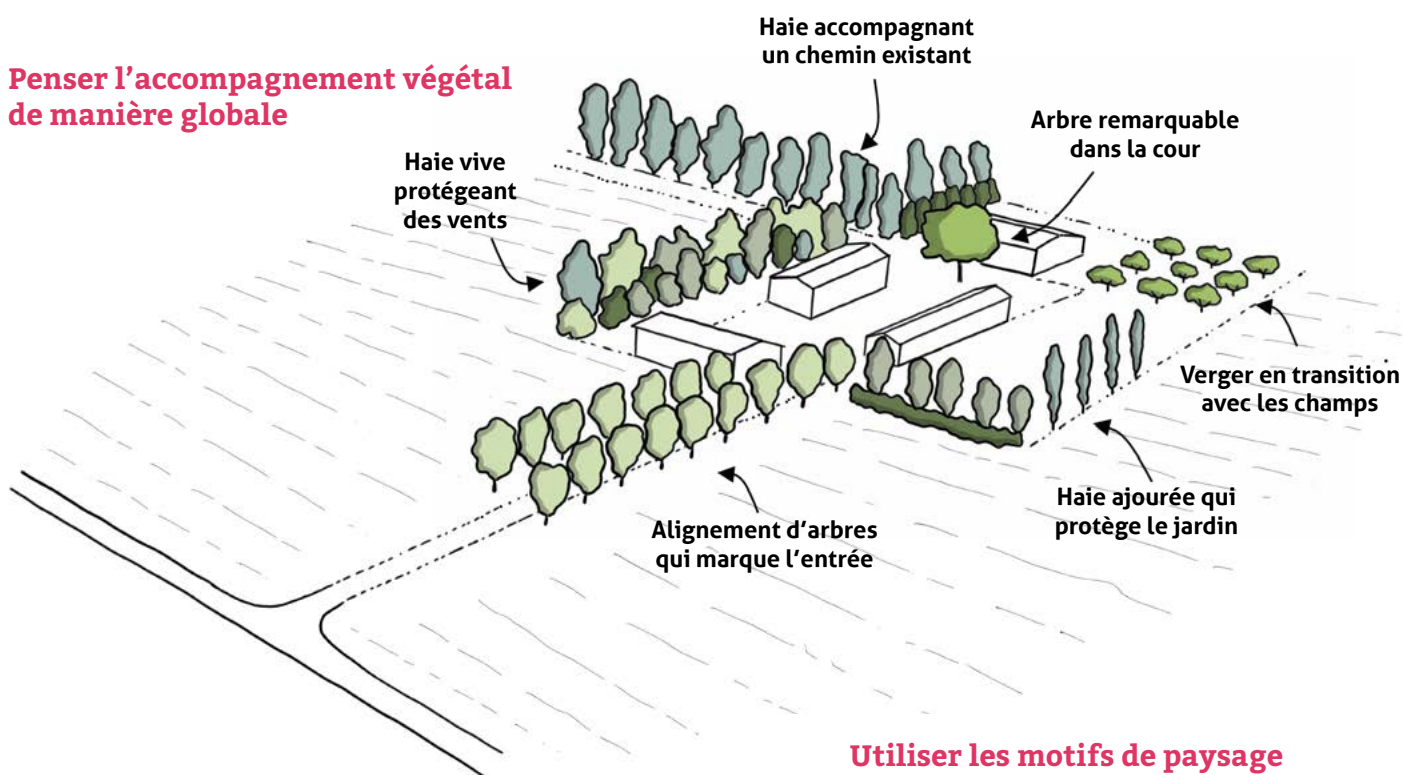 Penser l'accompagnement végétal
de manière globale
Haie accompagnant
un chemin existant
Arbre remarquable
dans la cour
Haie vive
protégeant
des vents
Verger en transition
avec les champs
Haie ajourée qui
protège le jardin
Alignement d'arbres
qui marque l'entrée
Utiliser les motifs de paysage